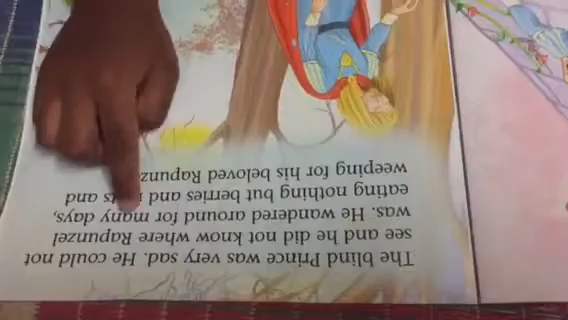 The blind Prince was very sad. He could not
see and he did not know where Rapunzel
was. He wandered around for many days,
eating nothing but berries and and
weeping for his beloved